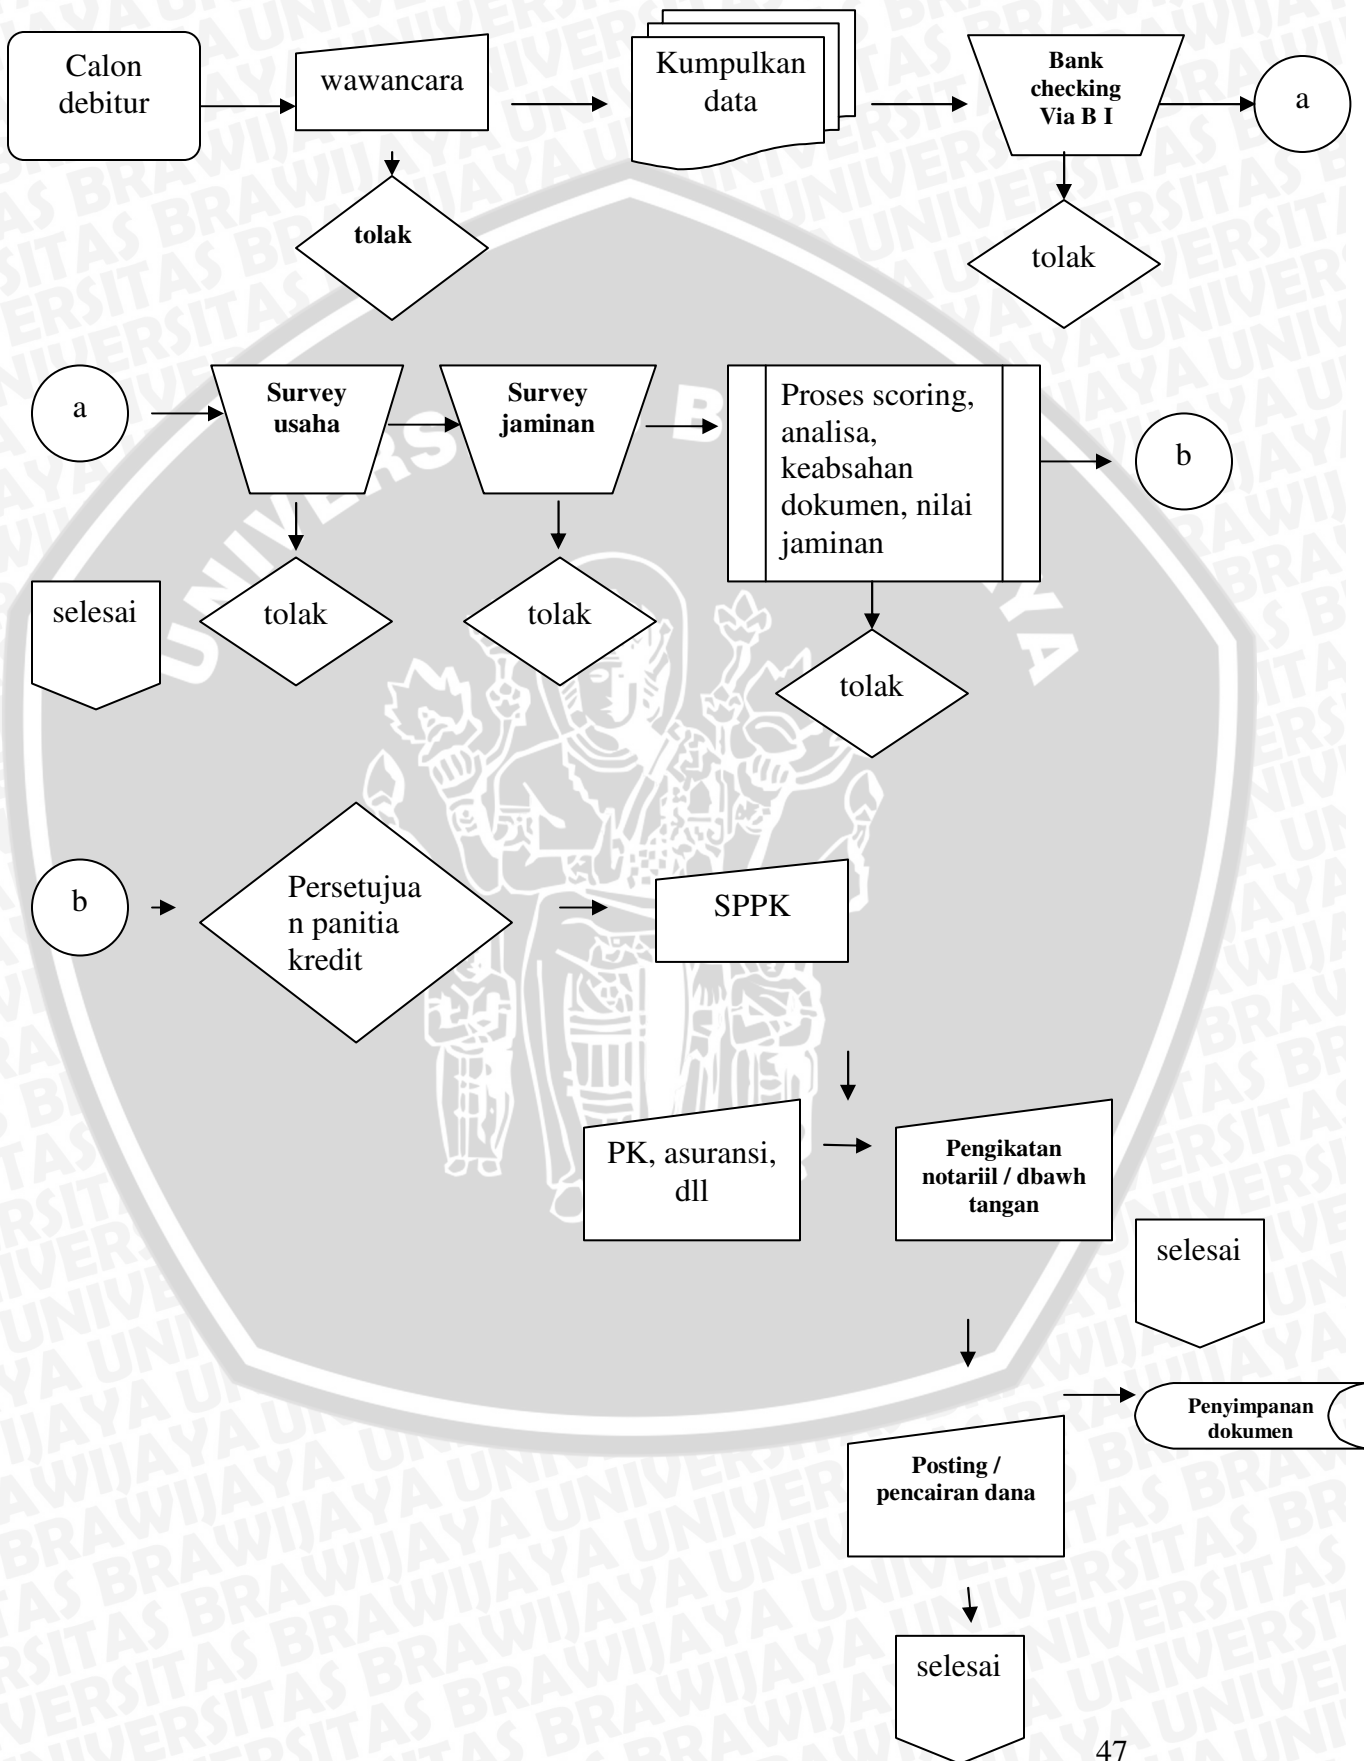 Calon
debitur
wawancara
Kumpulkan
data
Bank
checking
Via B I
a
tolak
tolak
a
Survey
usaha
Survey
jaminan
Proses scoring,
analisa,
keabsahan
dokumen, nilai
jaminan
b
selesai
tolak
tolak
tolak
b
Persetujua
n panitia
kredit
SPPK
PK, asuransi,
dll
Pengikatan
notariil / dbawh
tangan
selesai
Penyimpanan
dokumen
Posting /
pencairan dana
selesai
47